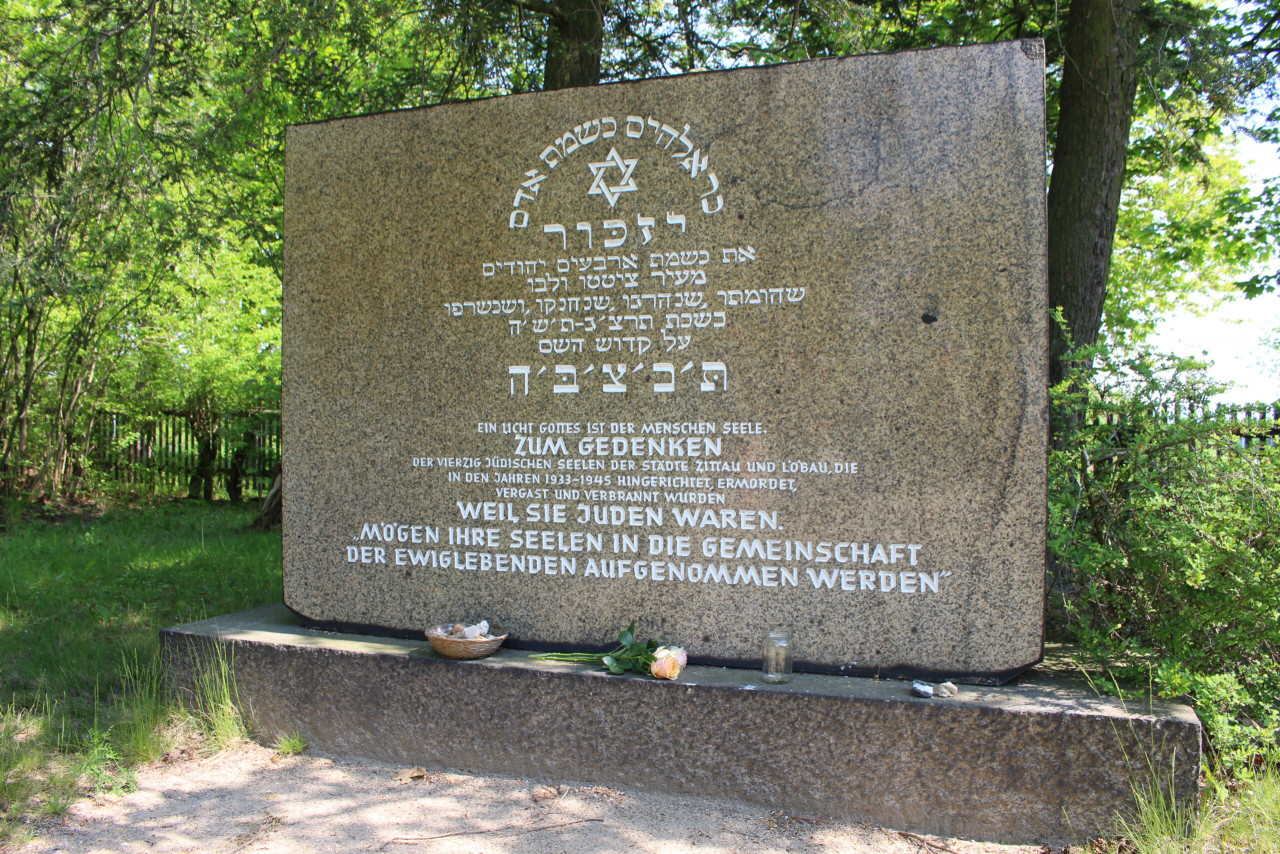 נר אלהים נשמת אדם
יזכור
את נשמת ארבעים יהודים
מעיר ציטטו ולבו
שהומתו, שנהרגו, שנחנקו, ושנשרפו
בשנת תרצ׳ב-ת׳ש׳ה
על קדוש השם
ת׳נ׳צ׳ב׳ה
EIN LICHT GOTTES IST DER MENSCHEN SEELE.
ZUM GEDENKEN
DER VIERZIG JÜDISCHEN SEELEN DER STÄDTE ZITTAU UND LÖBAU, DIE
IN DEN JAHREN 1933-1945 HINGERICHTET, ERMORDET,
VERGAST UND VERBRANNT WURDEN
WEIL SIE JUDEN WAREN.
„MÖGEN IHRE SEELEN IN DIE GEMEINSCHAFT
DER EWIGLEBENDEN AUFGENOMMEN WERDEN“